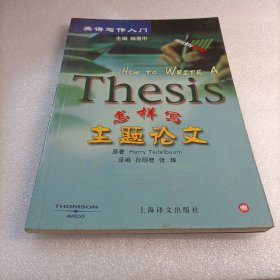 英语写作入门
主编 杨惠中
HOW TO WRITE A
Thesis
怎样写
主题论文
原著 Harry Teitelbaum
译编 孙明智 张辉
THOMSON
ARCO
上海译文出版社